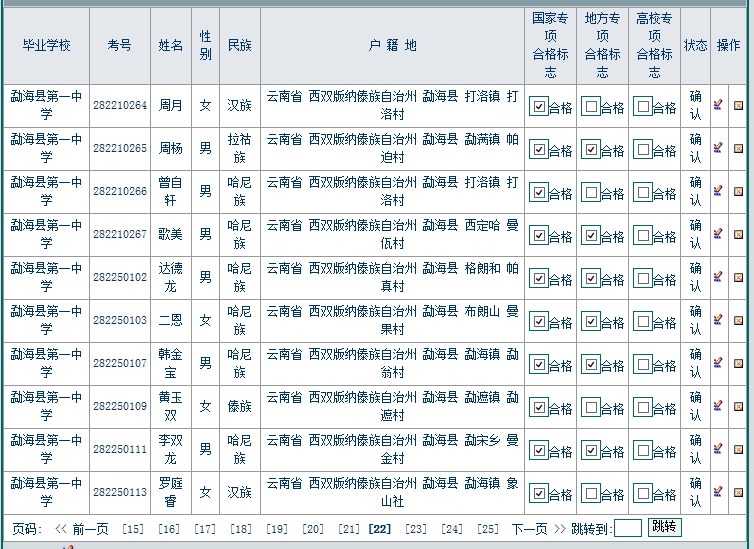 毕业学校 考号 姓名 性别 民族 户 籍 地 国家专项合格标志 地方专项合格标志 高校专项合格标志 状态 操作
勐海县第一中学 282210264 周月 女 汉族 云南省 西双版纳傣族自治州 勐海县 打洛镇 打洛村 合格 合格 合格 确认
勐海县第一中学 282210265 周杨 男 拉祜族 云南省 西双版纳傣族自治州 勐海县 勐满镇 帕迫村 合格 合格 合格 确认
勐海县第一中学 282210266 曾自轩 男 哈尼族 云南省 西双版纳傣族自治州 勐海县 打洛镇 打洛村 合格 合格 合格 确认
勐海县第一中学 282210267 歌美 男 哈尼族 云南省 西双版纳傣族自治州 勐海县 西定哈 曼佤村 合格 合格 合格 确认
勐海县第一中学 282250102 达德龙 男 哈尼族 云南省 西双版纳傣族自治州 勐海县 格朗和 帕真村 合格 合格 合格 确认
勐海县第一中学 282250103 二恩 女 哈尼族 云南省 西双版纳傣族自治州 勐海县 布朗山 曼果村 合格 合格 合格 确认
勐海县第一中学 282250107 韩金宝 男 哈尼族 云南省 西双版纳傣族自治州 勐海县 勐海镇 勐翁村 合格 合格 合格 确认
勐海县第一中学 282250109 黄玉双 女 傣族 云南省 西双版纳傣族自治州 勐海县 勐遮镇 勐遮村 合格 合格 合格 确认
勐海县第一中学 282250111 李双龙 男 哈尼族 云南省 西双版纳傣族自治州 勐海县 勐宋乡 曼金村 合格 合格 合格 确认
勐海县第一中学 282250113 罗庭睿 女 汉族 云南省 西双版纳傣族自治州 勐海县 勐海镇 象山社 合格 合格 合格 确认
页码: << 前一页 [15] [16] [17] [18] [19] [20] [21] [22] [23] [24] [25] 下一页 >> 跳转到: 跳转